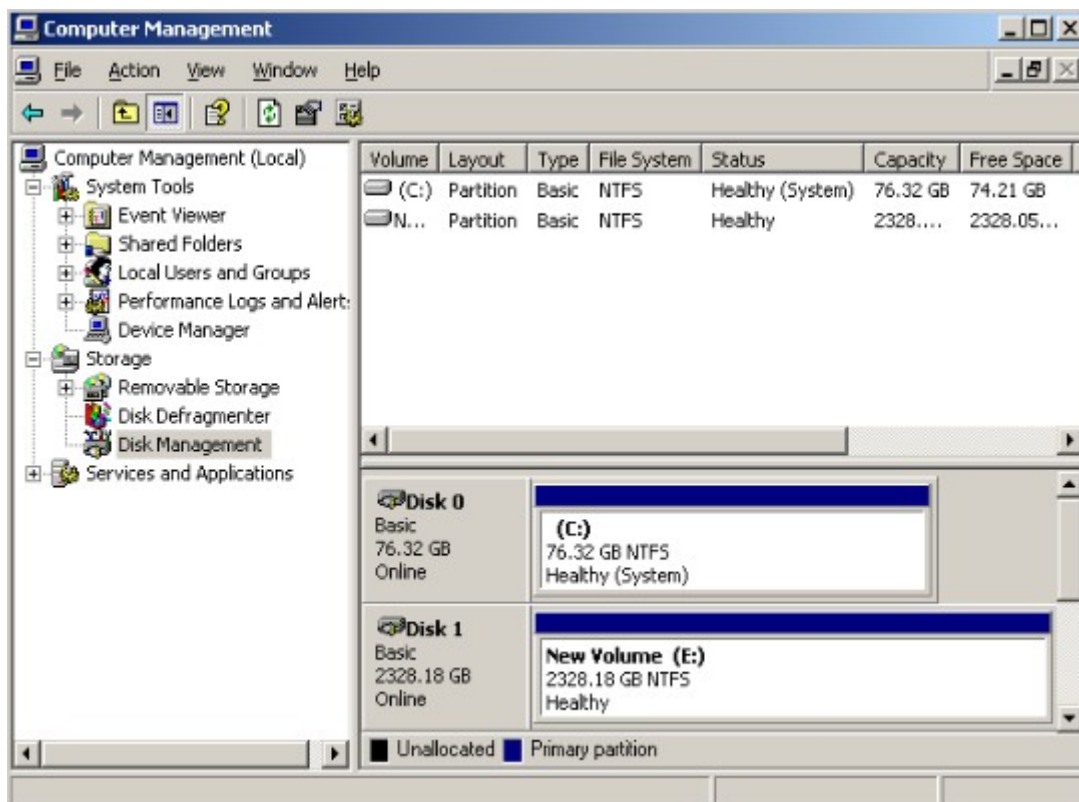 Computer Management
File Action View Window Help
Computer Management (Local)
System Tools
Event Viewer
Shared Folders
Local Users and Groups
Performance Logs and Alert
Device Manager
Storage
Removable Storage
Disk Defragmenter
Disk Management
Services and Applications
Volume Layout Type File System Status Capacity Free Space
(C:) Partition Basic NTFS Healthy (System) 76.32 GB 74.21 GB
N... Partition Basic NTFS Healthy 2328.... 2328.05...
Disk 0
Basic
76.32 GB
Online
(C:)
76.32 GB NTFS
Healthy (System)
Disk 1
Basic
2328.18 GB
Online
New Volume (E:)
2328.18 GB NTFS
Healthy
Unallocated Primary partition